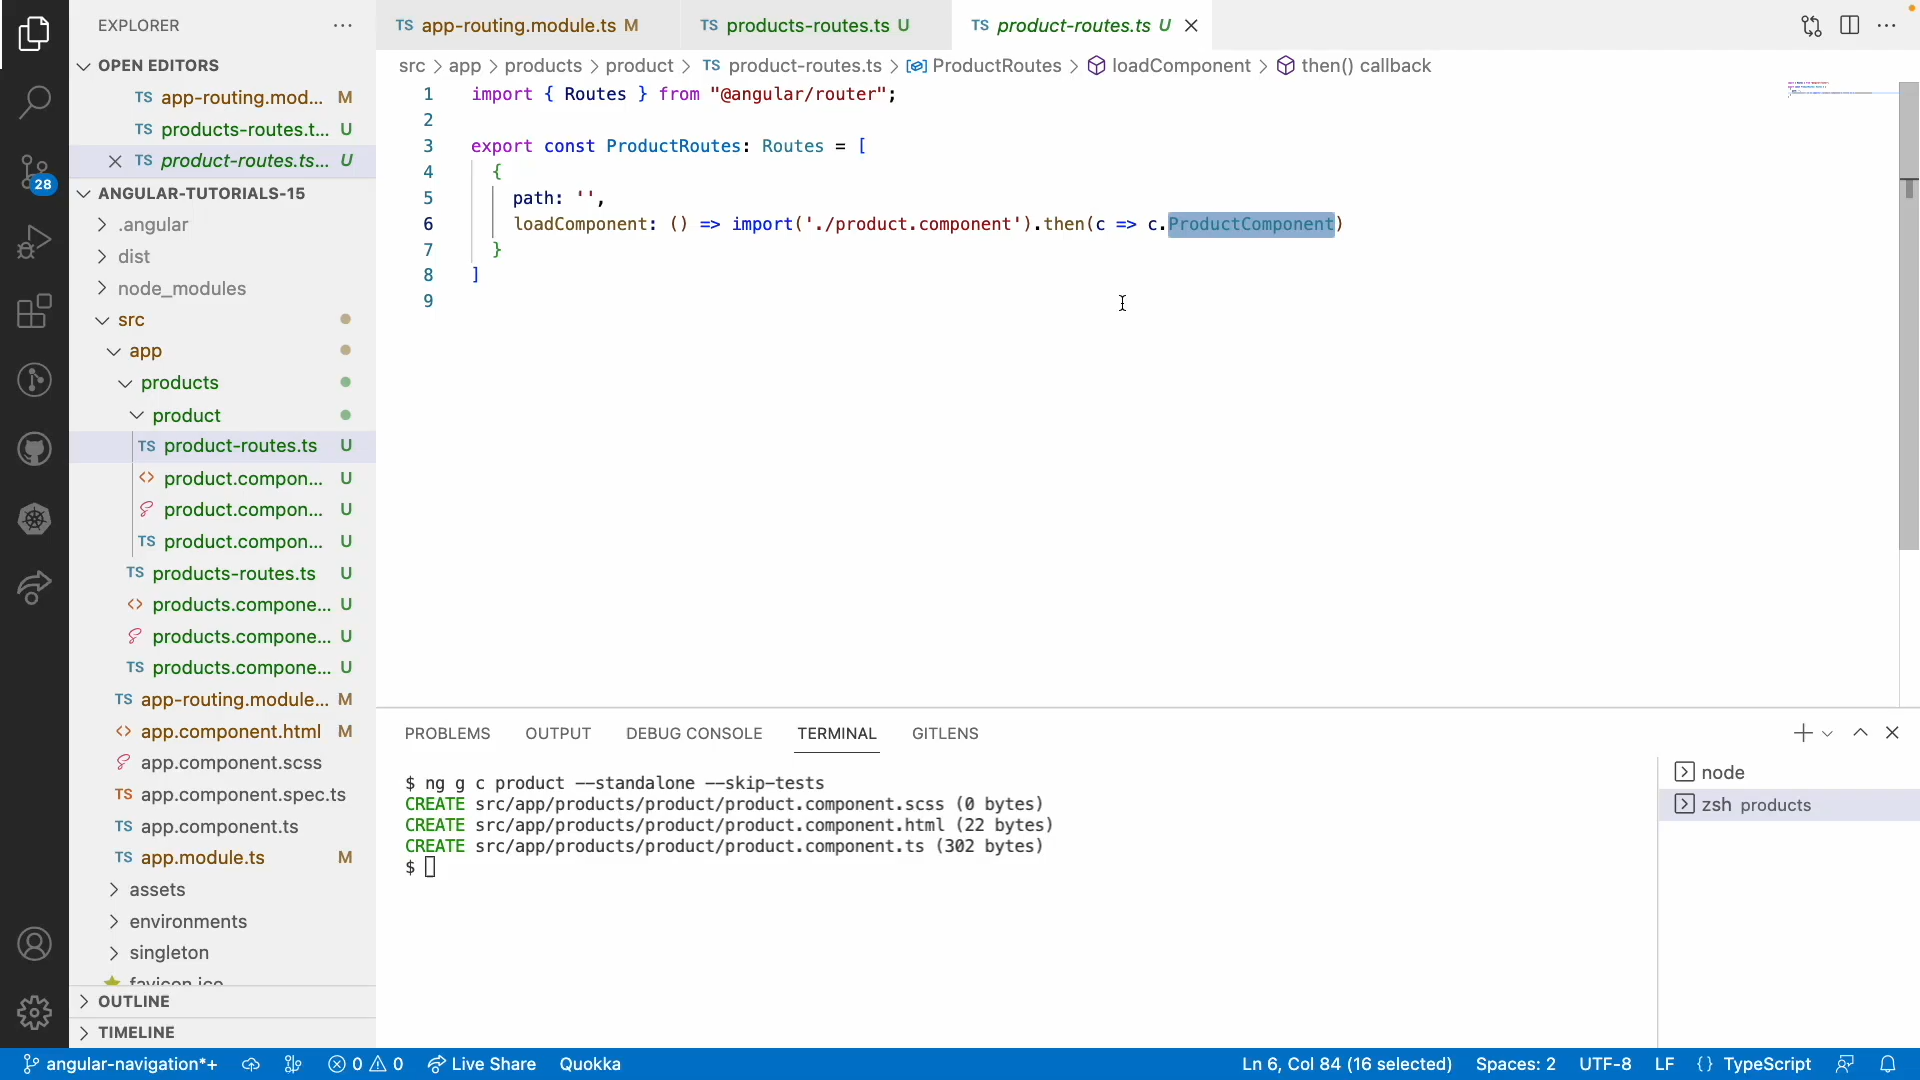 EXPLORER
OPEN EDITORS
TS app-routing.mod... M
TS products-routes.t... U
TS product-routes.ts... U
ANGULAR-TUTORIALS-15
.angular
dist
node_modules
src
app
products
product
TS product-routes.ts U
<> product.compon... U
product.compon... U
TS product.compon... U
TS products-routes.ts U
<> products.compone... U
products.compone... U
TS products.compone... U
TS app-routing.module... M
<> app.component.html M
app.component.scss
TS app.component.spec.ts
TS app.component.ts
TS app.module.ts M
assets
environments
singleton
favicon.ico
OUTLINE
TIMELINE
28
TS app-routing.module.ts M
TS products-routes.ts U
TS product-routes.ts U
src > app > products > product > TS product-routes.ts > ProductRoutes > loadComponent > then() callback
1 import { Routes } from "@angular/router";
2
3 export const ProductRoutes: Routes = [
4 {
5 path: '',
6 loadComponent: () => import('./product.component').then(c => c.ProductComponent)
7 }
8 ]
9
PROBLEMS OUTPUT DEBUG CONSOLE TERMINAL GITLENS
$ ng g c product --standalone --skip-tests
CREATE src/app/products/product/product.component.scss (0 bytes)
CREATE src/app/products/product/product.component.html (22 bytes)
CREATE src/app/products/product/product.component.ts (302 bytes)
$
node
zsh products
angular-navigation*+ 0 0 Live Share Quokka Ln 6, Col 84 (16 selected) Spaces: 2 UTF-8 LF {} TypeScript